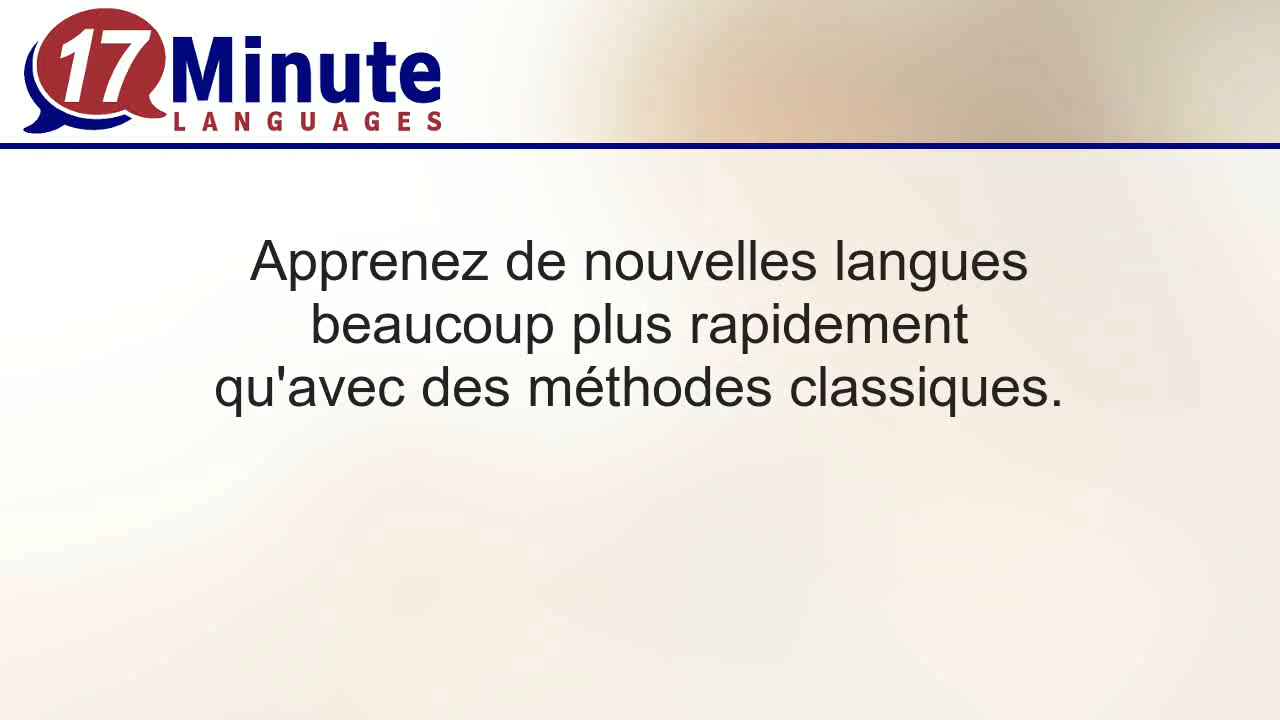 17 Minute
LANGUAGES
Apprenez de nouvelles langues
beaucoup plus rapidement
qu'avec des méthodes classiques.